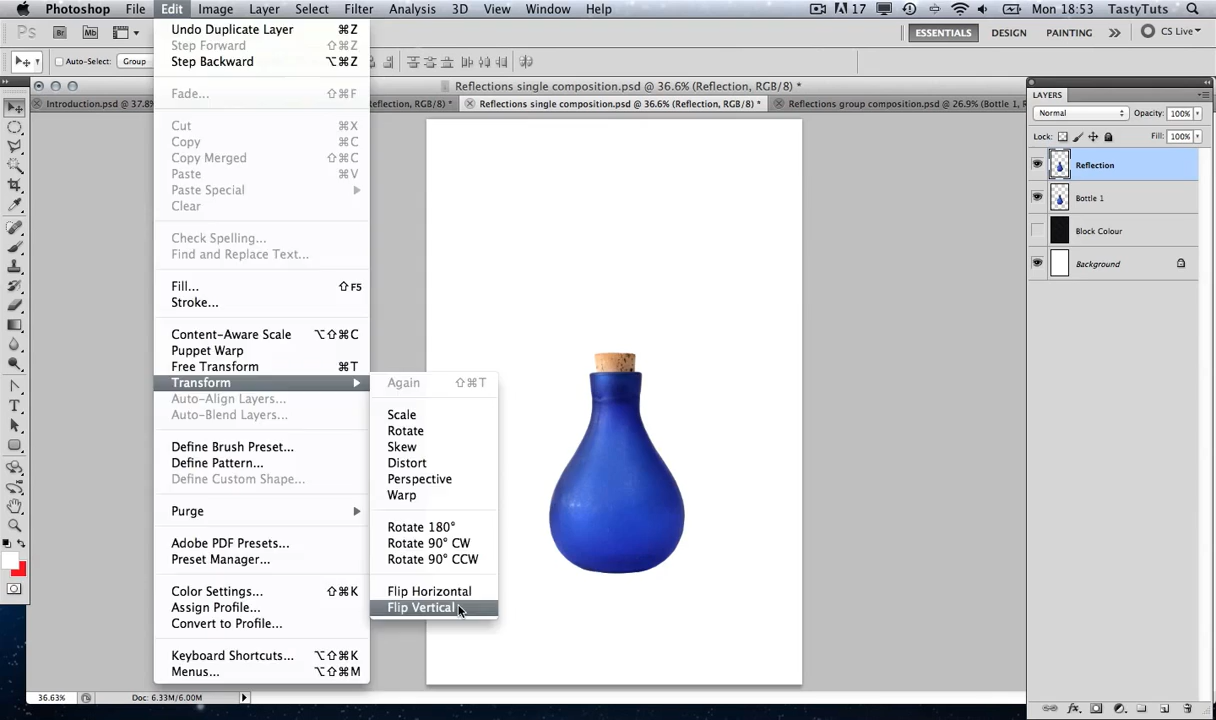 Photoshop File Edit Image Layer Select Filter Analysis 3D View Window Help 17 Mon 18:53 TastyTuts
Ps Br Mb ESSENTIALS DESIGN PAINTING >> CS Live
Auto-Select: Group
Reflections single composition.psd @ 36.6% (Reflection, RGB/8) *
Introduction.psd @ 37.8% Reflection, RGB/8) * Reflections single composition.psd @ 36.6% (Reflection, RGB/8) * Reflections group composition.psd @ 26.9% (Bottle 1, R
Undo Duplicate Layer ⌘Z
Step Forward ⇧⌘Z
Step Backward ⌥⌘Z
Fade... ⇧⌘F
Cut ⌘X
Copy ⌘C
Copy Merged ⇧⌘C
Paste ⌘V
Paste Special
Clear
Check Spelling...
Find and Replace Text...
Fill... ⇧F5
Stroke...
Content-Aware Scale ⌥⇧⌘C
Puppet Warp
Free Transform ⌘T
Transform
Auto-Align Layers...
Auto-Blend Layers...
Define Brush Preset...
Define Pattern...
Define Custom Shape...
Purge
Adobe PDF Presets...
Preset Manager...
Color Settings... ⇧⌘K
Assign Profile...
Convert to Profile...
Keyboard Shortcuts... ⌥⇧⌘K
Menus... ⌥⇧⌘M
Again ⇧⌘T
Scale
Rotate
Skew
Distort
Perspective
Warp
Rotate 180°
Rotate 90° CW
Rotate 90° CCW
Flip Horizontal
Flip Vertical
LAYERS
Normal Opacity: 100%
Lock: Fill: 100%
Reflection
Bottle 1
Block Colour
Background
36.63% Doc: 6.33M/6.00M